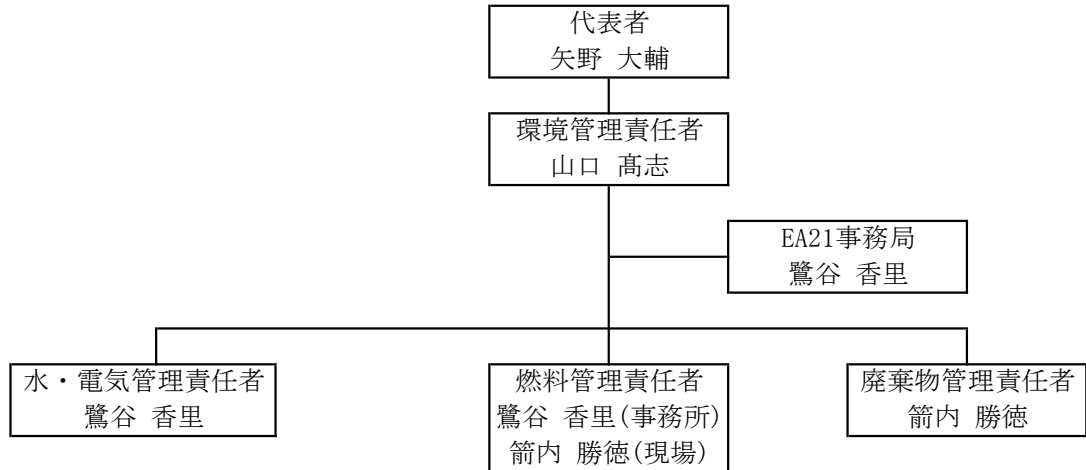 代表者
矢野 大輔
環境管理責任者
山口 髙志
EA21事務局
鷺谷 香里
水・電気管理責任者
鷺谷 香里
燃料管理責任者
鷺谷 香里(事務所)
箭内 勝徳(現場)
廃棄物管理責任者
箭内 勝徳